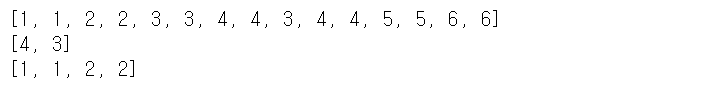 [1, 1, 2, 2, 3, 3, 4, 4, 3, 4, 4, 5, 5, 6, 6]
[4, 3]
[1, 1, 2, 2]